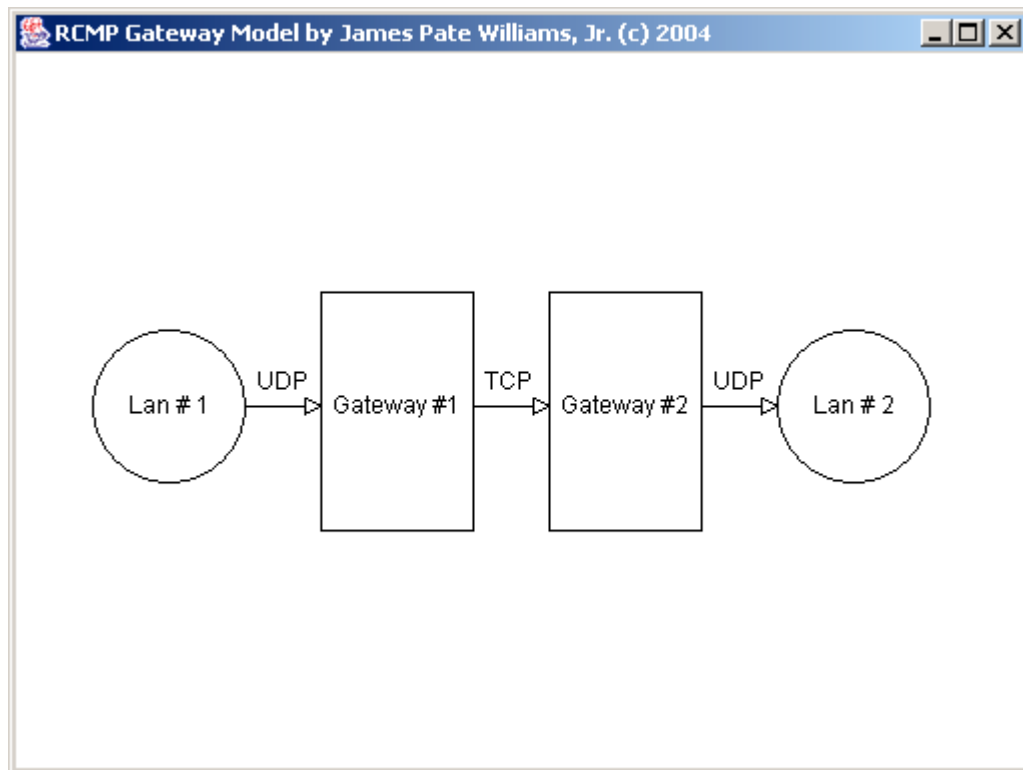 RCMP Gateway Model by James Pate Williams, Jr. (c) 2004
UDP
TCP
UDP
Lan # 1
Gateway #1
Gateway #2
Lan # 2